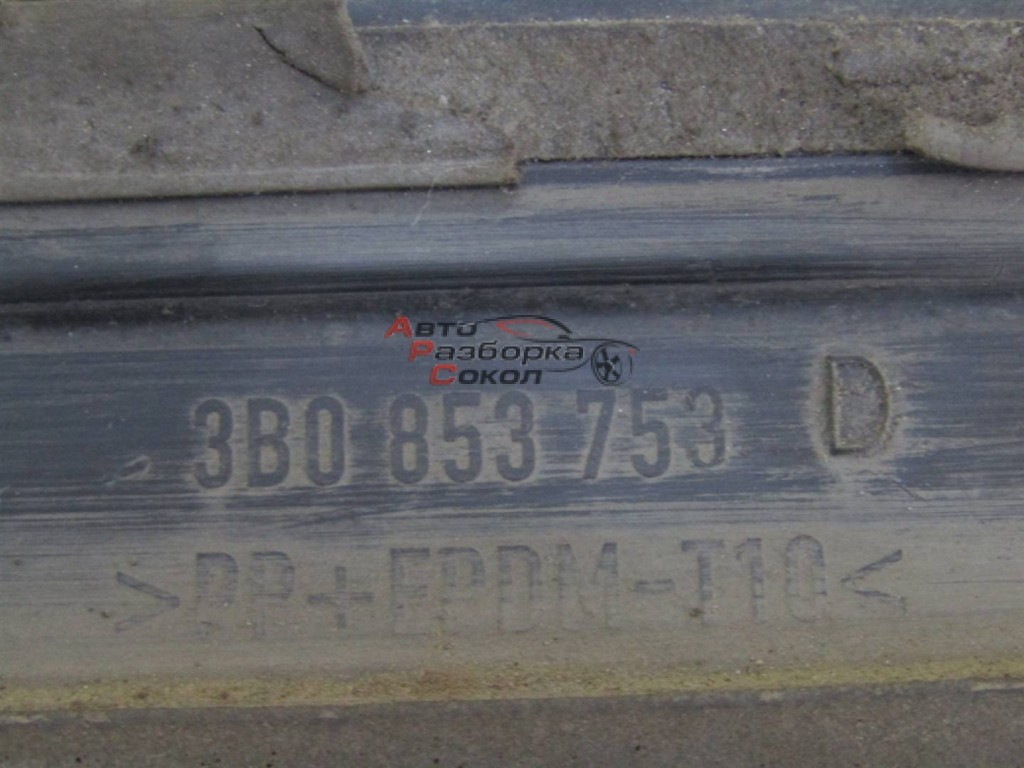 Авто
Разборка
Сокол
3B0 853 753 D
>PP+EPDM-T10<